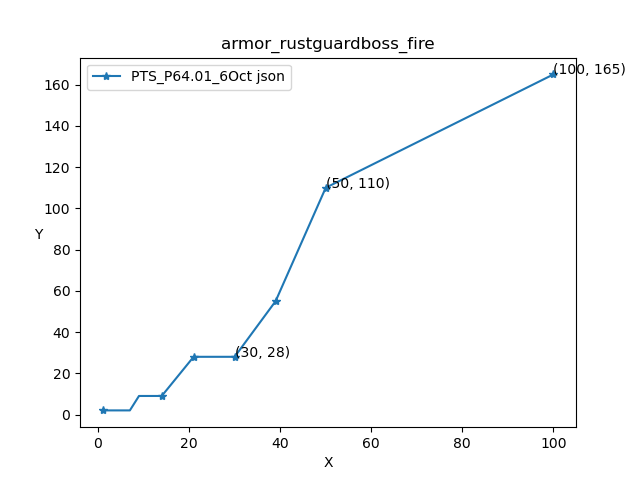 armor_rustguardboss_fire
PTS_P64.01_6Oct json
(100, 165)
(50, 110)
(30, 28)
160
140
120
100
80
60
40
20
0
Y
0 20 40 60 80 100
X